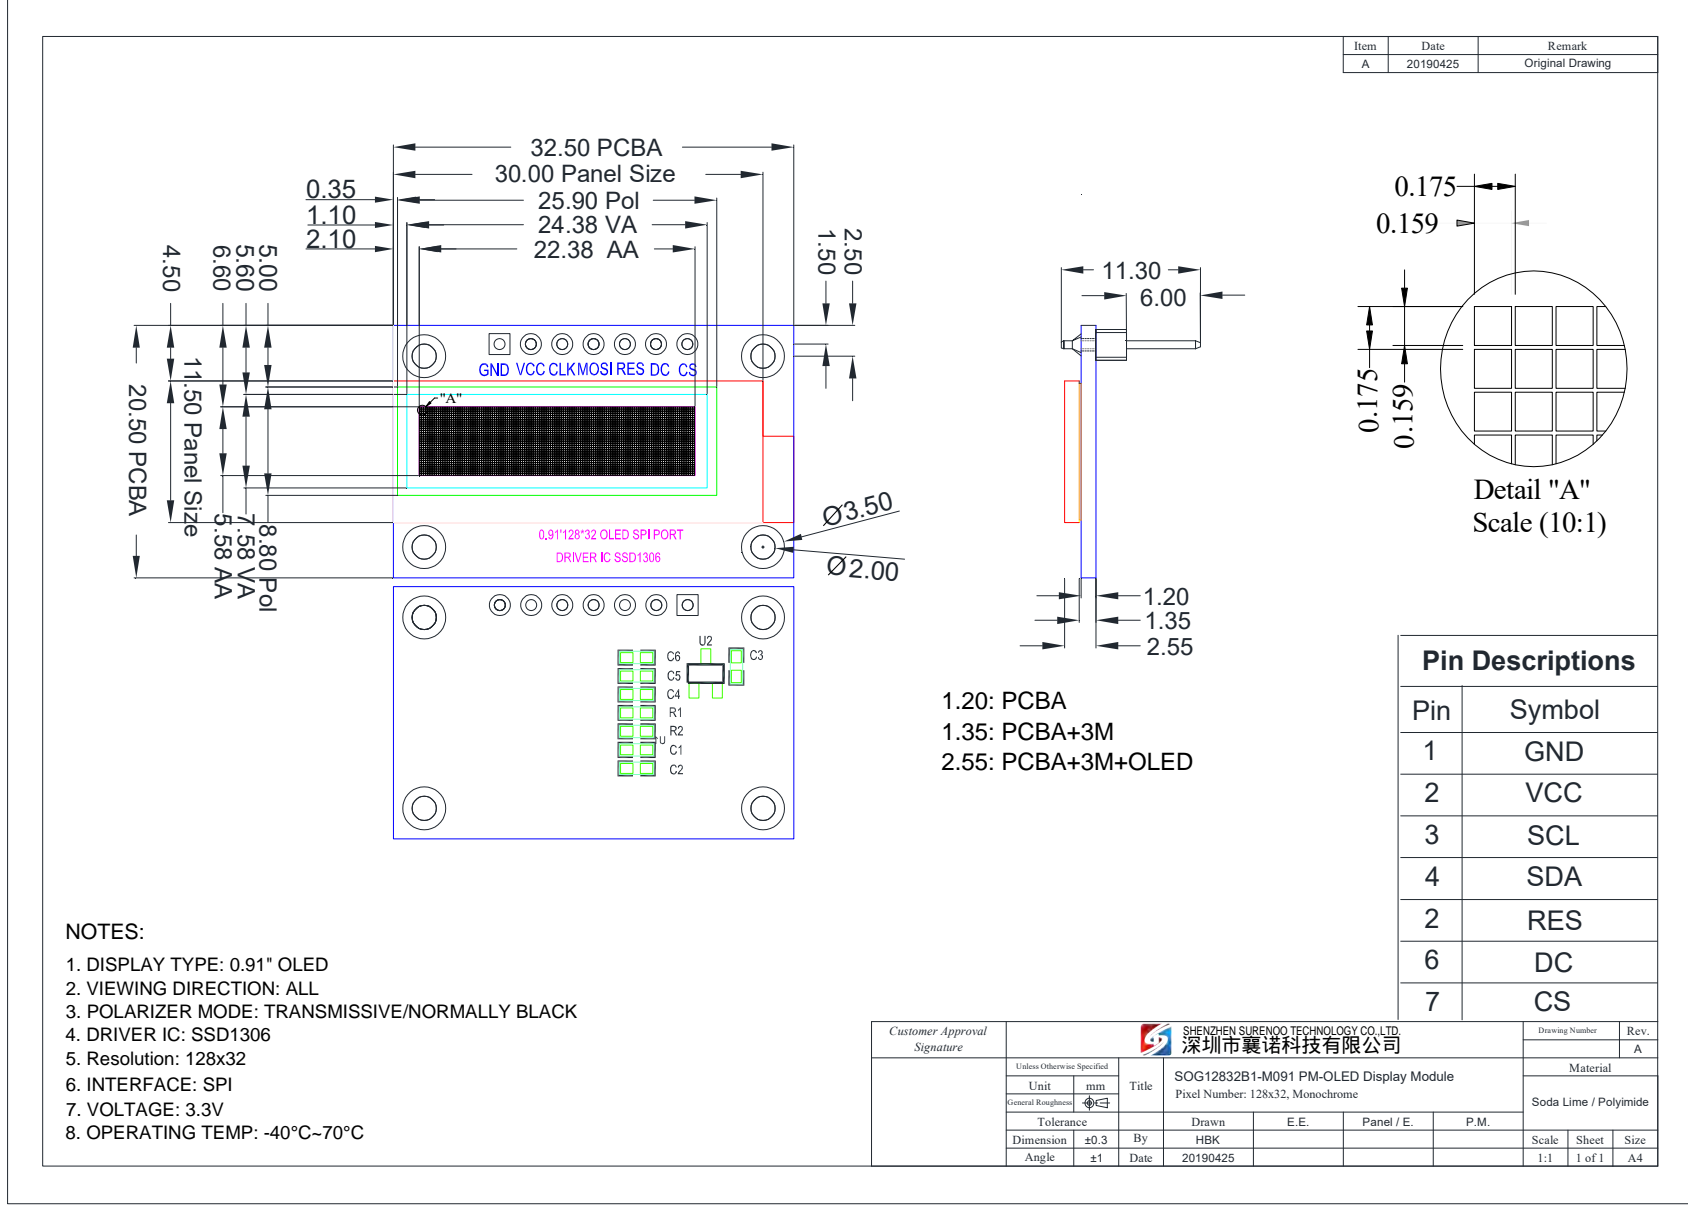 Item Date Remark
A 20190425 Original Drawing
32.50 PCBA
30.00 Panel Size
0.35 25.90 Pol
1.10 24.38 VA
2.10 22.38 AA
4.50
6.60
5.60
5.00
1.50
2.50
20.50 PCBA
11.50 Panel Size
5.58 AA
7.58 VA
8.80 Pol
GND VCC CLK MOSI RES DC CS
"A"
0.91"128*32 OLED SPI PORT
DRIVER IC SSD1306
Ø3.50
Ø2.00
U2
C6
C3
C5
C4
R1
R2
U
C1
C2
11.30
6.00
1.20
1.35
2.55
1.20: PCBA
1.35: PCBA+3M
2.55: PCBA+3M+OLED
0.175
0.159
0.175
0.159
Detail "A"
Scale (10:1)
Pin Descriptions
Pin Symbol
1 GND
2 VCC
3 SCL
4 SDA
2 RES
6 DC
7 CS
NOTES:
1. DISPLAY TYPE: 0.91" OLED
2. VIEWING DIRECTION: ALL
3. POLARIZER MODE: TRANSMISSIVE/NORMALLY BLACK
4. DRIVER IC: SSD1306
5. Resolution: 128x32
6. INTERFACE: SPI
7. VOLTAGE: 3.3V
8. OPERATING TEMP: -40°C~70°C
Customer Approval
Signature
SHENZHEN SURENOO TECHNOLOGY CO.,LTD.
深圳市襄诺科技有限公司
Drawing Number Rev.
A
Unless Otherwise Specified
Unit mm
General Roughness
Title
SOG12832B1-M091 PM-OLED Display Module
Pixel Number: 128x32, Monochrome
Material
Soda Lime / Polyimide
Tolerance Drawn E.E. Panel / E. P.M.
Dimension ±0.3 By HBK Scale Sheet Size
Angle ±1 Date 20190425 1:1 1 of 1 A4